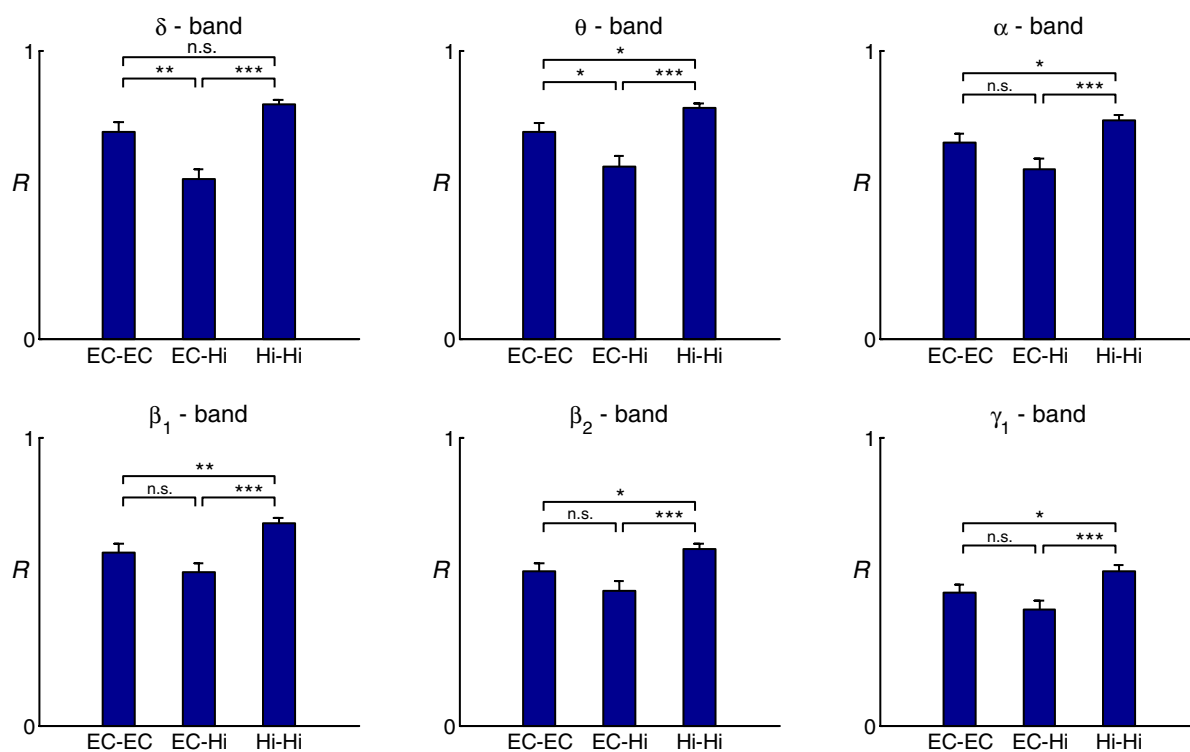 δ - band
θ - band
α - band
1
n.s.
**
***
R
0
EC-EC EC-Hi Hi-Hi
1
*
*
***
R
0
EC-EC EC-Hi Hi-Hi
1
*
n.s.
***
R
0
EC-EC EC-Hi Hi-Hi
β1 - band
β2 - band
γ1 - band
1
**
n.s.
***
R
0
EC-EC EC-Hi Hi-Hi
1
*
n.s.
***
R
0
EC-EC EC-Hi Hi-Hi
1
*
n.s.
***
R
0
EC-EC EC-Hi Hi-Hi